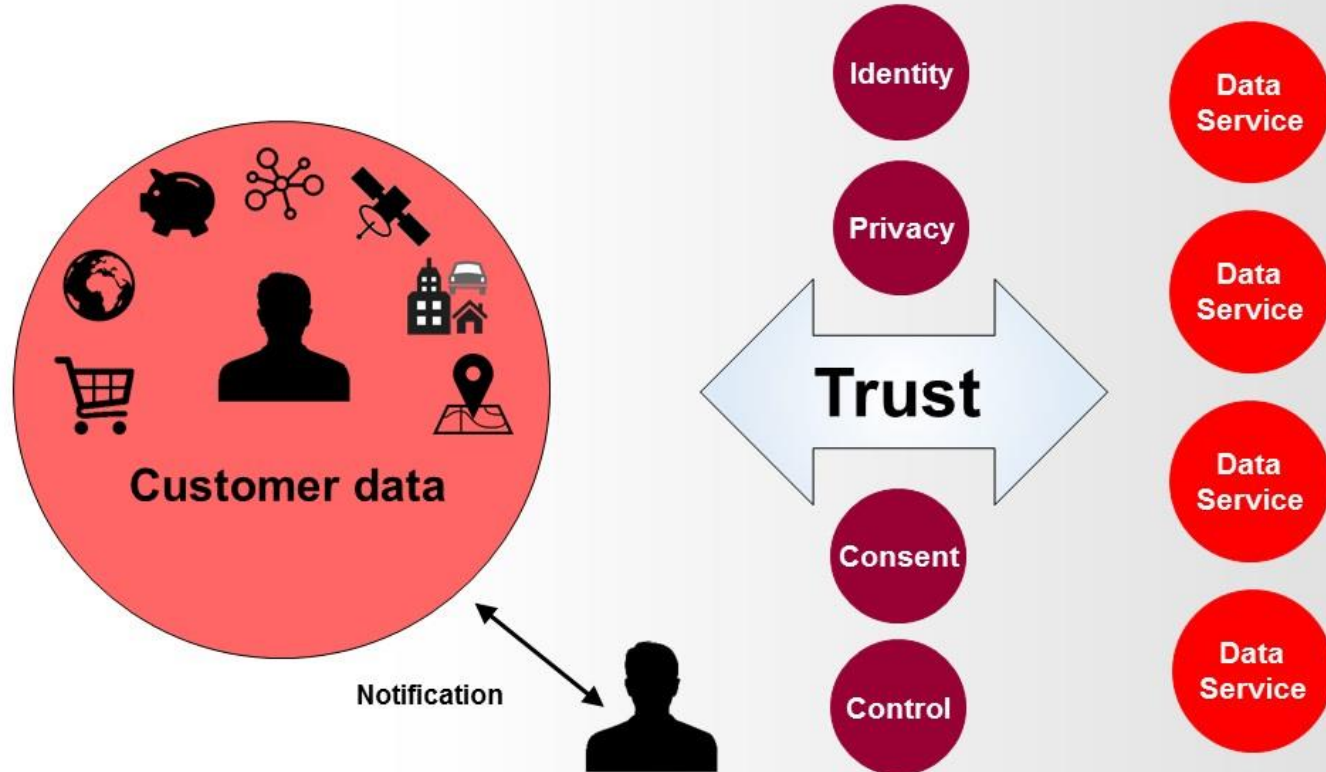 Identity
Privacy
Trust
Consent
Control
Customer data
Notification
Data
Service
Data
Service
Data
Service
Data
Service